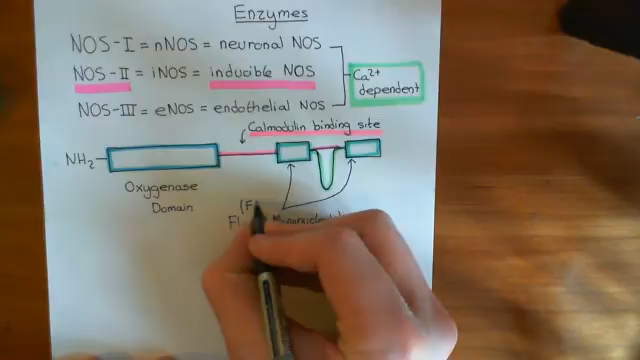 Enzymes
NOS-I = nNOS = neuronal NOS
NOS-II = iNOS = inducible NOS
NOS-III = eNOS = endothelial NOS
Ca2+
dependent
Calmodulin binding site
NH2
Oxygenase
Domain
(F
Fl